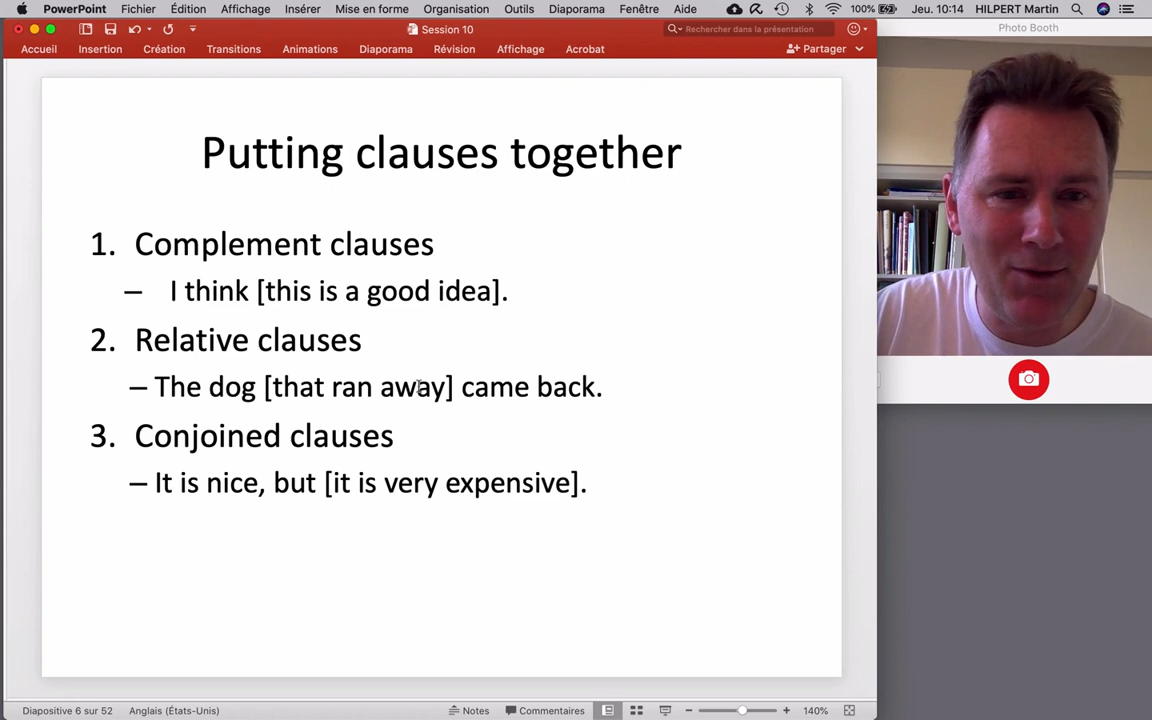 PowerPoint Fichier Édition Affichage Insérer Mise en forme Organisation Outils Diaporama Fenêtre Aide 100% Jeu. 10:14 HILPERT Martin
Photo Booth
Session 10
Rechercher dans la présentation
Accueil Insertion Création Transitions Animations Diaporama Révision Affichage Acrobat Partager
Putting clauses together
1. Complement clauses
– I think [this is a good idea].
2. Relative clauses
– The dog [that ran away] came back.
3. Conjoined clauses
– It is nice, but [it is very expensive].
Diapositive 6 sur 52 Anglais (États-Unis) Notes Commentaires 140%